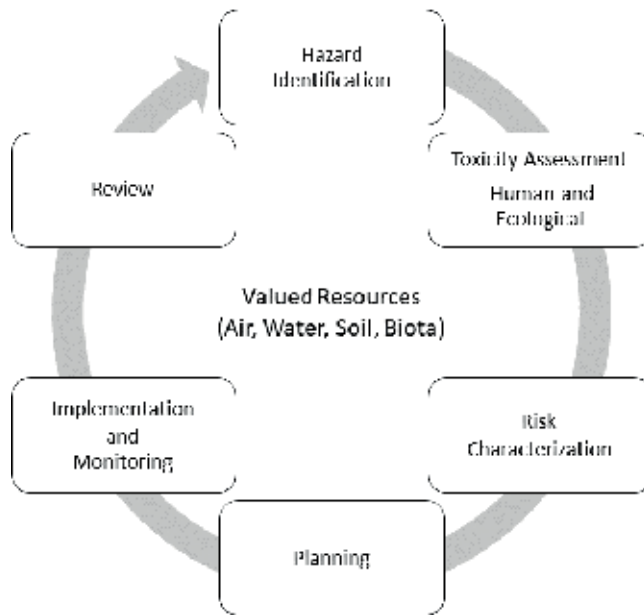 Hazard
Identification
Toxicity Assessment
Human and
Ecological
Risk
Characterization
Planning
Implementation
and
Monitoring
Review
Valued Resources
(Air, Water, Soil, Biota)